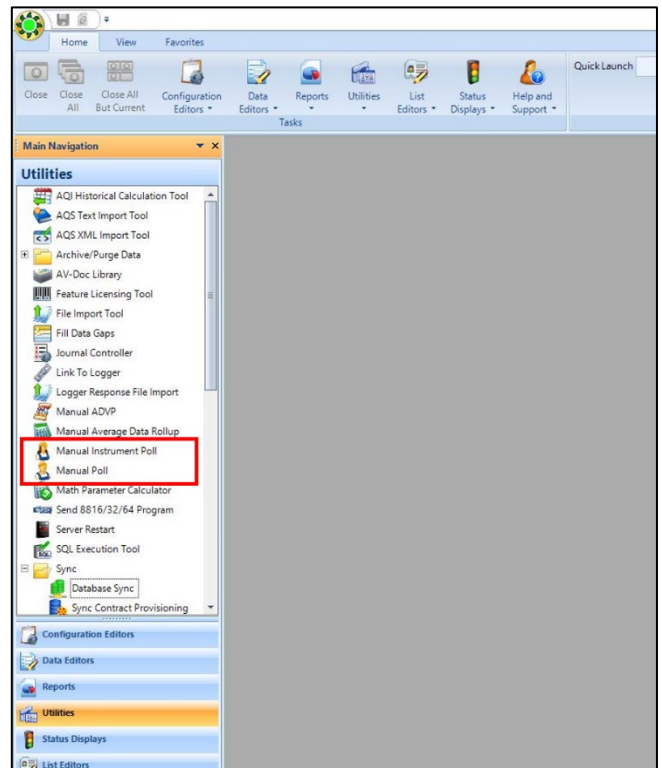 Home View Favorites
Close
Close All
Close All But Current
Configuration Editors
Data Editors
Reports
Utilities
List Editors
Status Displays
Help and Support
Quick Launch
Tasks
Main Navigation
Utilities
AQI Historical Calculation Tool
AQS Text Import Tool
AQS XML Import Tool
Archive/Purge Data
AV-Doc Library
Feature Licensing Tool
File Import Tool
Fill Data Gaps
Journal Controller
Link To Logger
Logger Response File Import
Manual ADVP
Manual Average Data Rollup
Manual Instrument Poll
Manual Poll
Math Parameter Calculator
Send 8816/32/64 Program
Server Restart
SQL Execution Tool
Sync
Database Sync
Sync Contract Provisioning
Configuration Editors
Data Editors
Reports
Utilities
Status Displays
List Editors